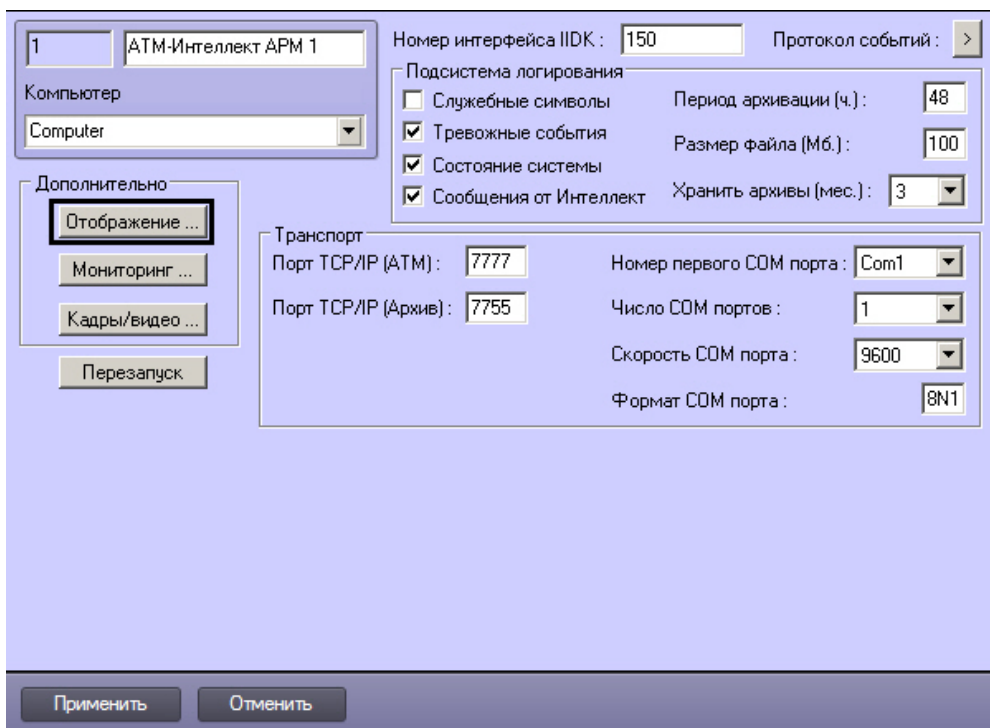 1 АТМ-Интеллект АРМ 1
Компьютер
Computer
Номер интерфейса IIDK : 150 Протокол событий : >
Подсистема логирования
Служебные символы Период архивации (ч.) : 48
Тревожные события Размер файла (Мб.) : 100
Состояние системы
Сообщения от Интеллект Хранить архивы (мес.) : 3
Дополнительно
Отображение ...
Мониторинг ...
Кадры/видео ...
Перезапуск
Транспорт
Порт TCP/IP (ATM) : 7777 Номер первого COM порта : Com1
Порт TCP/IP (Архив) : 7755 Число COM портов : 1
Скорость COM порта : 9600
Формат COM порта : 8N1
Применить Отменить